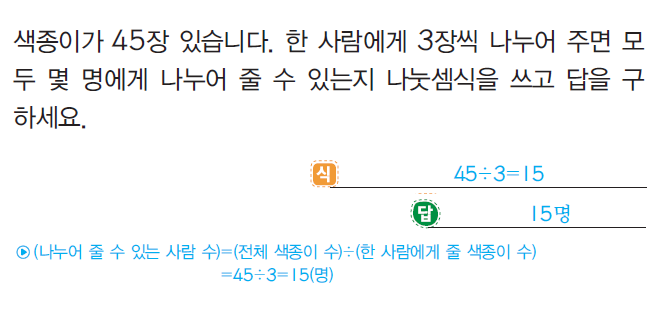 색종이가 45장 있습니다. 한 사람에게 3장씩 나누어 주면 모
두 몇 명에게 나누어 줄 수 있는지 나눗셈식을 쓰고 답을 구
하세요.
식 45÷3=15
답 15명
(나누어 줄 수 있는 사람 수)=(전체 색종이 수)÷(한 사람에게 줄 색종이 수)
=45÷3=15(명)